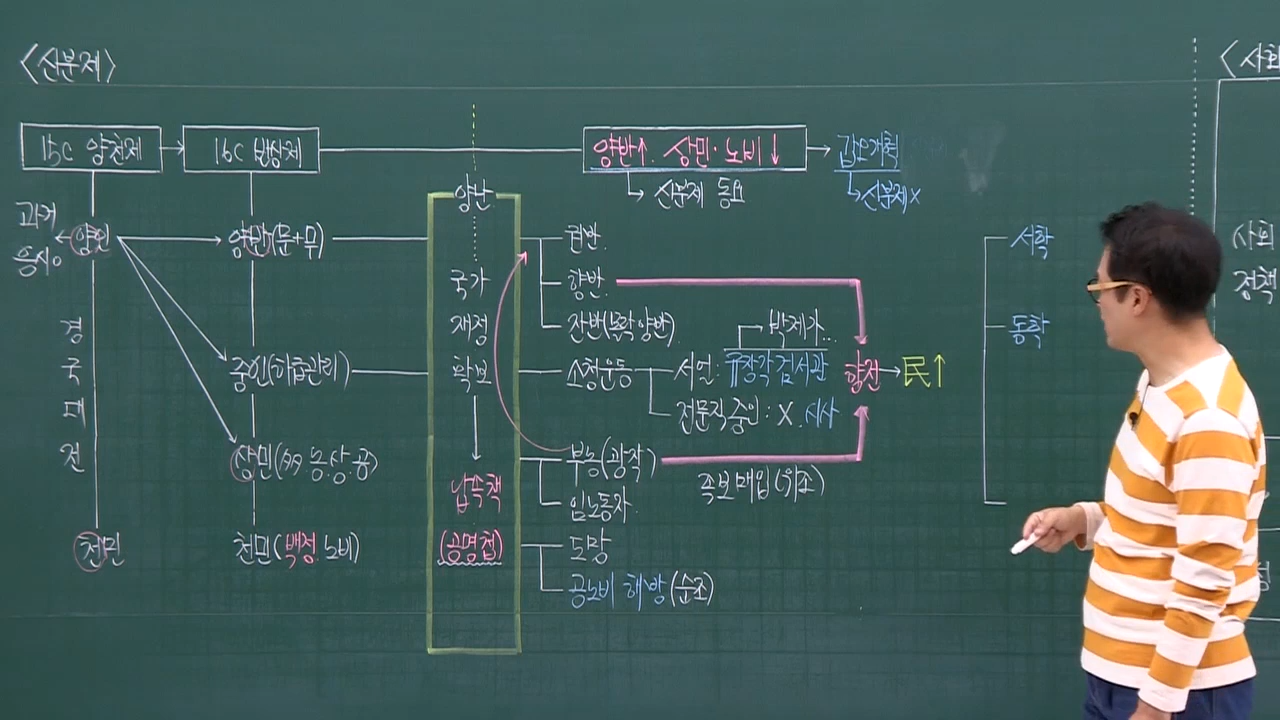 <신분제>
15C 양천제 → 16C 반상제
양반↑. 상민·노비↓ → 갑오개혁
↳ 신분제 동요
↳ 신분제 X
과거 응시○ ← 양인
경국대전
천민
양반(문+무)
중인(하급관리)
상민( 농·상·공)
천민(백정. 노비)
양난
국가
재정
확보
납속책
(공명첩)
권반.
향반.
잔반(몰락 양반).
소청운동
서얼: 규장각 검서관
박제가..
전문직 중인: X. 시사
향전 → 民↑
부농(광작)
족보매입(위조)
임노동자.
도망
공노비 해방(순조)
서학
동학
<사회
사회
정책